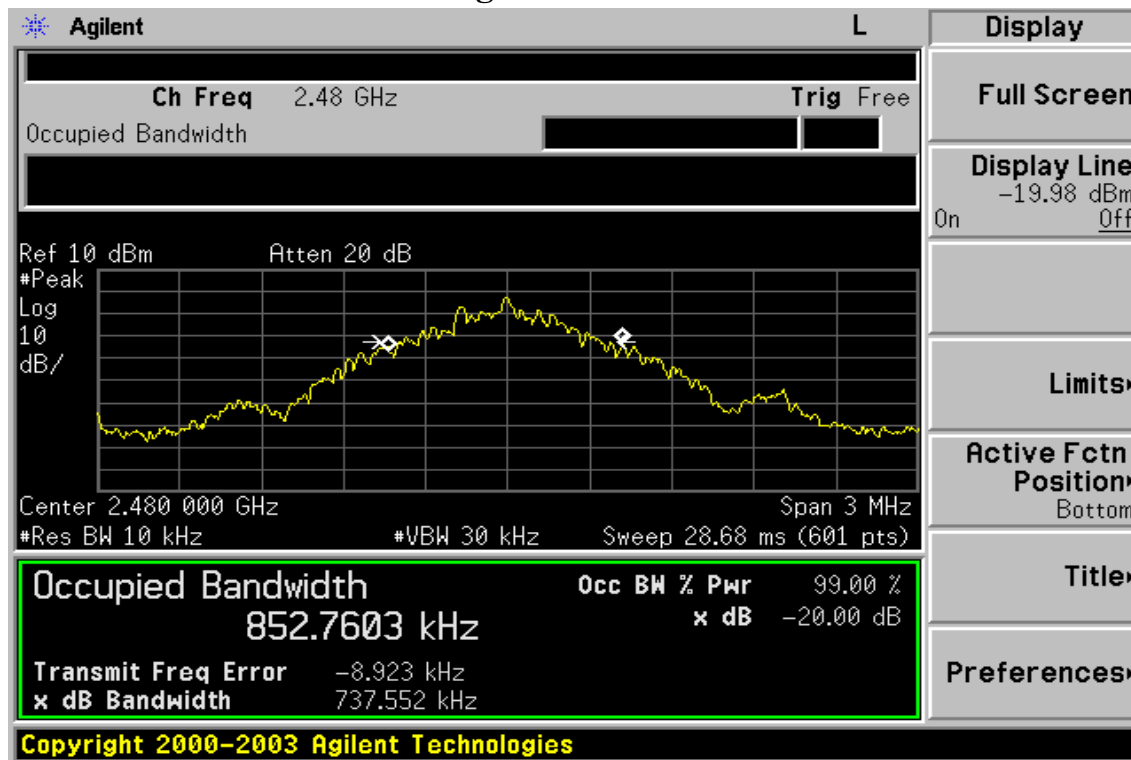 Agilent L Display
Ch Freq 2.48 GHz Trig Free
Occupied Bandwidth
Full Screen
Display Line
-19.98 dBm
On Off
Ref 10 dBm Atten 20 dB
#Peak
Log
10
dB/
Limits
Active Fctn
Position
Bottom
Center 2.480 000 GHz Span 3 MHz
#Res BW 10 kHz #VBW 30 kHz Sweep 28.68 ms (601 pts)
Occupied Bandwidth
852.7603 kHz
Occ BW % Pwr 99.00 %
x dB -20.00 dB
Transmit Freq Error -8.923 kHz
x dB Bandwidth 737.552 kHz
Title
Preferences
Copyright 2000-2003 Agilent Technologies